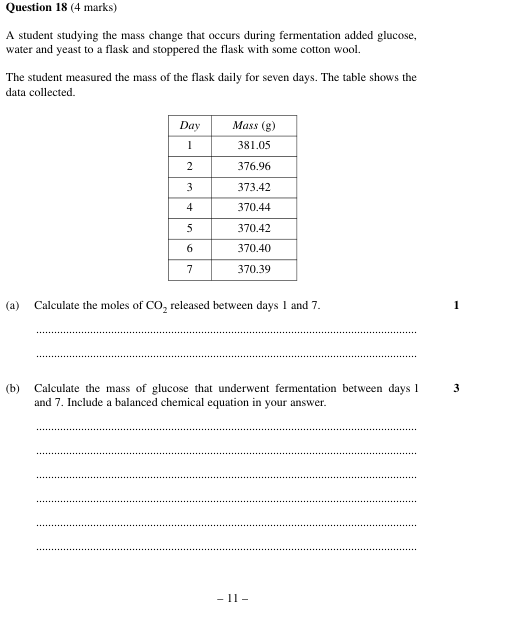 Question 18 (4 marks)
A student studying the mass change that occurs during fermentation added glucose,
water and yeast to a flask and stoppered the flask with some cotton wool.
The student measured the mass of the flask daily for seven days. The table shows the
data collected.
Day Mass (g)
1 381.05
2 376.96
3 373.42
4 370.44
5 370.42
6 370.40
7 370.39
(a) Calculate the moles of CO₂ released between days 1 and 7. 1
(b) Calculate the mass of glucose that underwent fermentation between days 1 3
and 7. Include a balanced chemical equation in your answer.
– 11 –